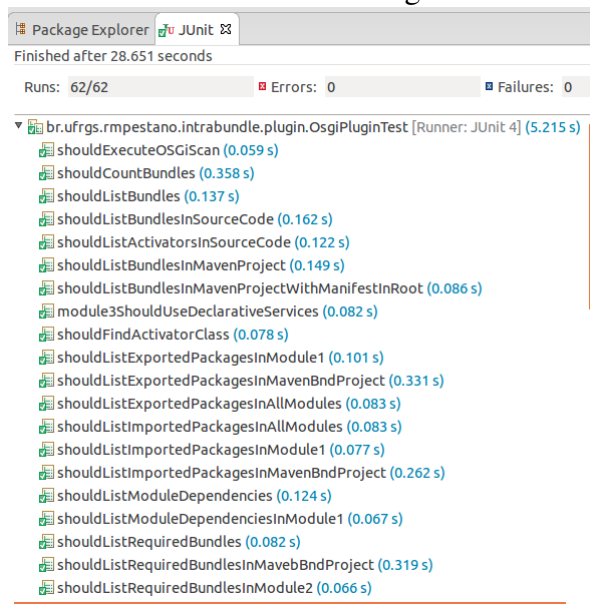 Package Explorer JU JUnit
Finished after 28.651 seconds
Runs: 62/62 Errors: 0 Failures: 0
br.ufrgs.rmpestano.intrabundle.plugin.OsgiPluginTest [Runner: JUnit 4] (5.215 s)
shouldExecuteOSGiScan (0.059 s)
shouldCountBundles (0.358 s)
shouldListBundles (0.137 s)
shouldListBundlesInSourceCode (0.162 s)
shouldListActivatorsInSourceCode (0.122 s)
shouldListBundlesInMavenProject (0.149 s)
shouldListBundlesInMavenProjectWithManifestInRoot (0.086 s)
module3ShouldUseDeclarativeServices (0.082 s)
shouldFindActivatorClass (0.078 s)
shouldListExportedPackagesInModule1 (0.101 s)
shouldListExportedPackagesInMavenBndProject (0.331 s)
shouldListExportedPackagesInAllModules (0.083 s)
shouldListImportedPackagesInAllModules (0.083 s)
shouldListImportedPackagesInModule1 (0.077 s)
shouldListImportedPackagesInMavenBndProject (0.262 s)
shouldListModuleDependencies (0.124 s)
shouldListModuleDependenciesInModule1 (0.067 s)
shouldListRequiredBundles (0.082 s)
shouldListRequiredBundlesInMavebBndProject (0.319 s)
shouldListRequiredBundlesInModule2 (0.066 s)